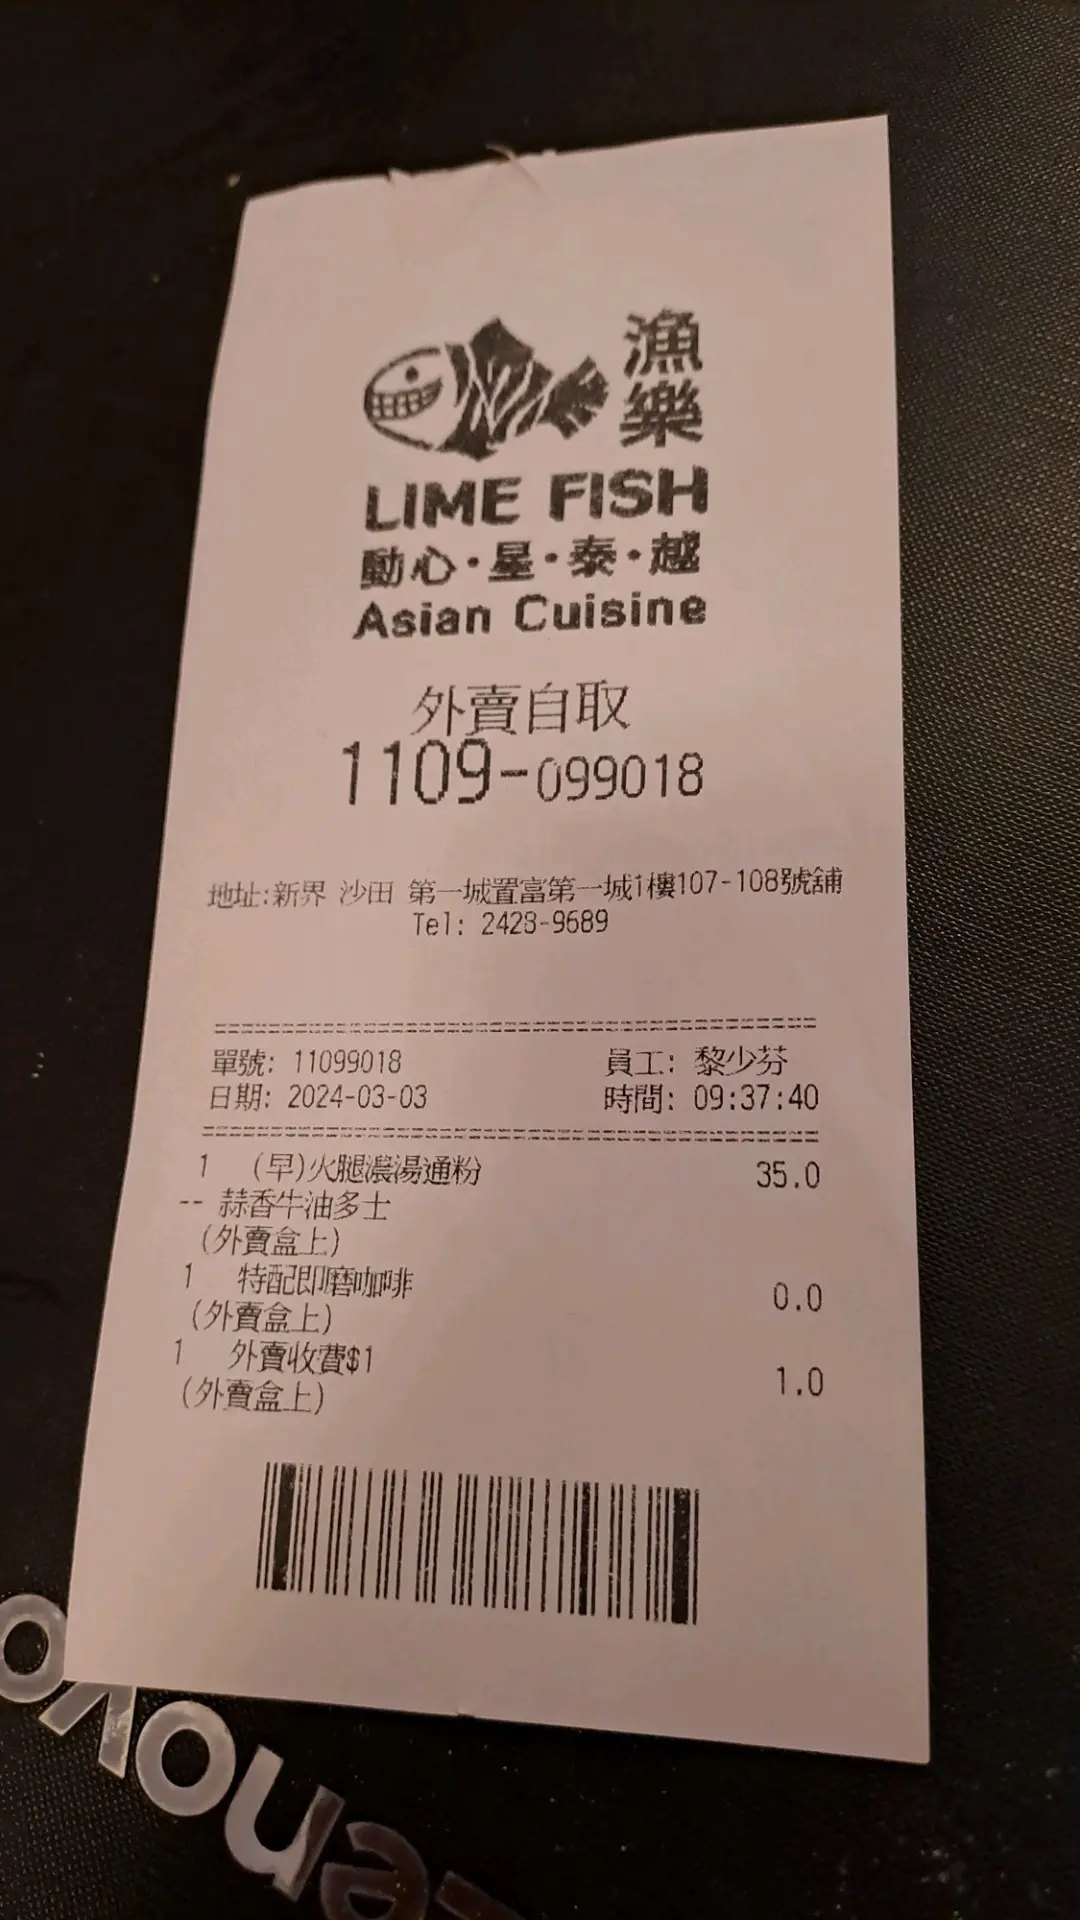 漁樂
LIME FISH
動心·星·泰·越
Asian Cuisine
外賣自取
1109-099018
地址:新界 沙田 第一城置富第一城1樓107-108號舖
Tel: 2423-9689
單號: 11099018 員工: 黎少芬
日期: 2024-03-03 時間: 09:37:40
1 (早)火腿濃湯通粉 35.0
-- 蒜香牛油多士
(外賣盒上)
1 特配即磨咖啡 0.0
(外賣盒上)
1 外賣收費$1 1.0
(外賣盒上)
Lenovo